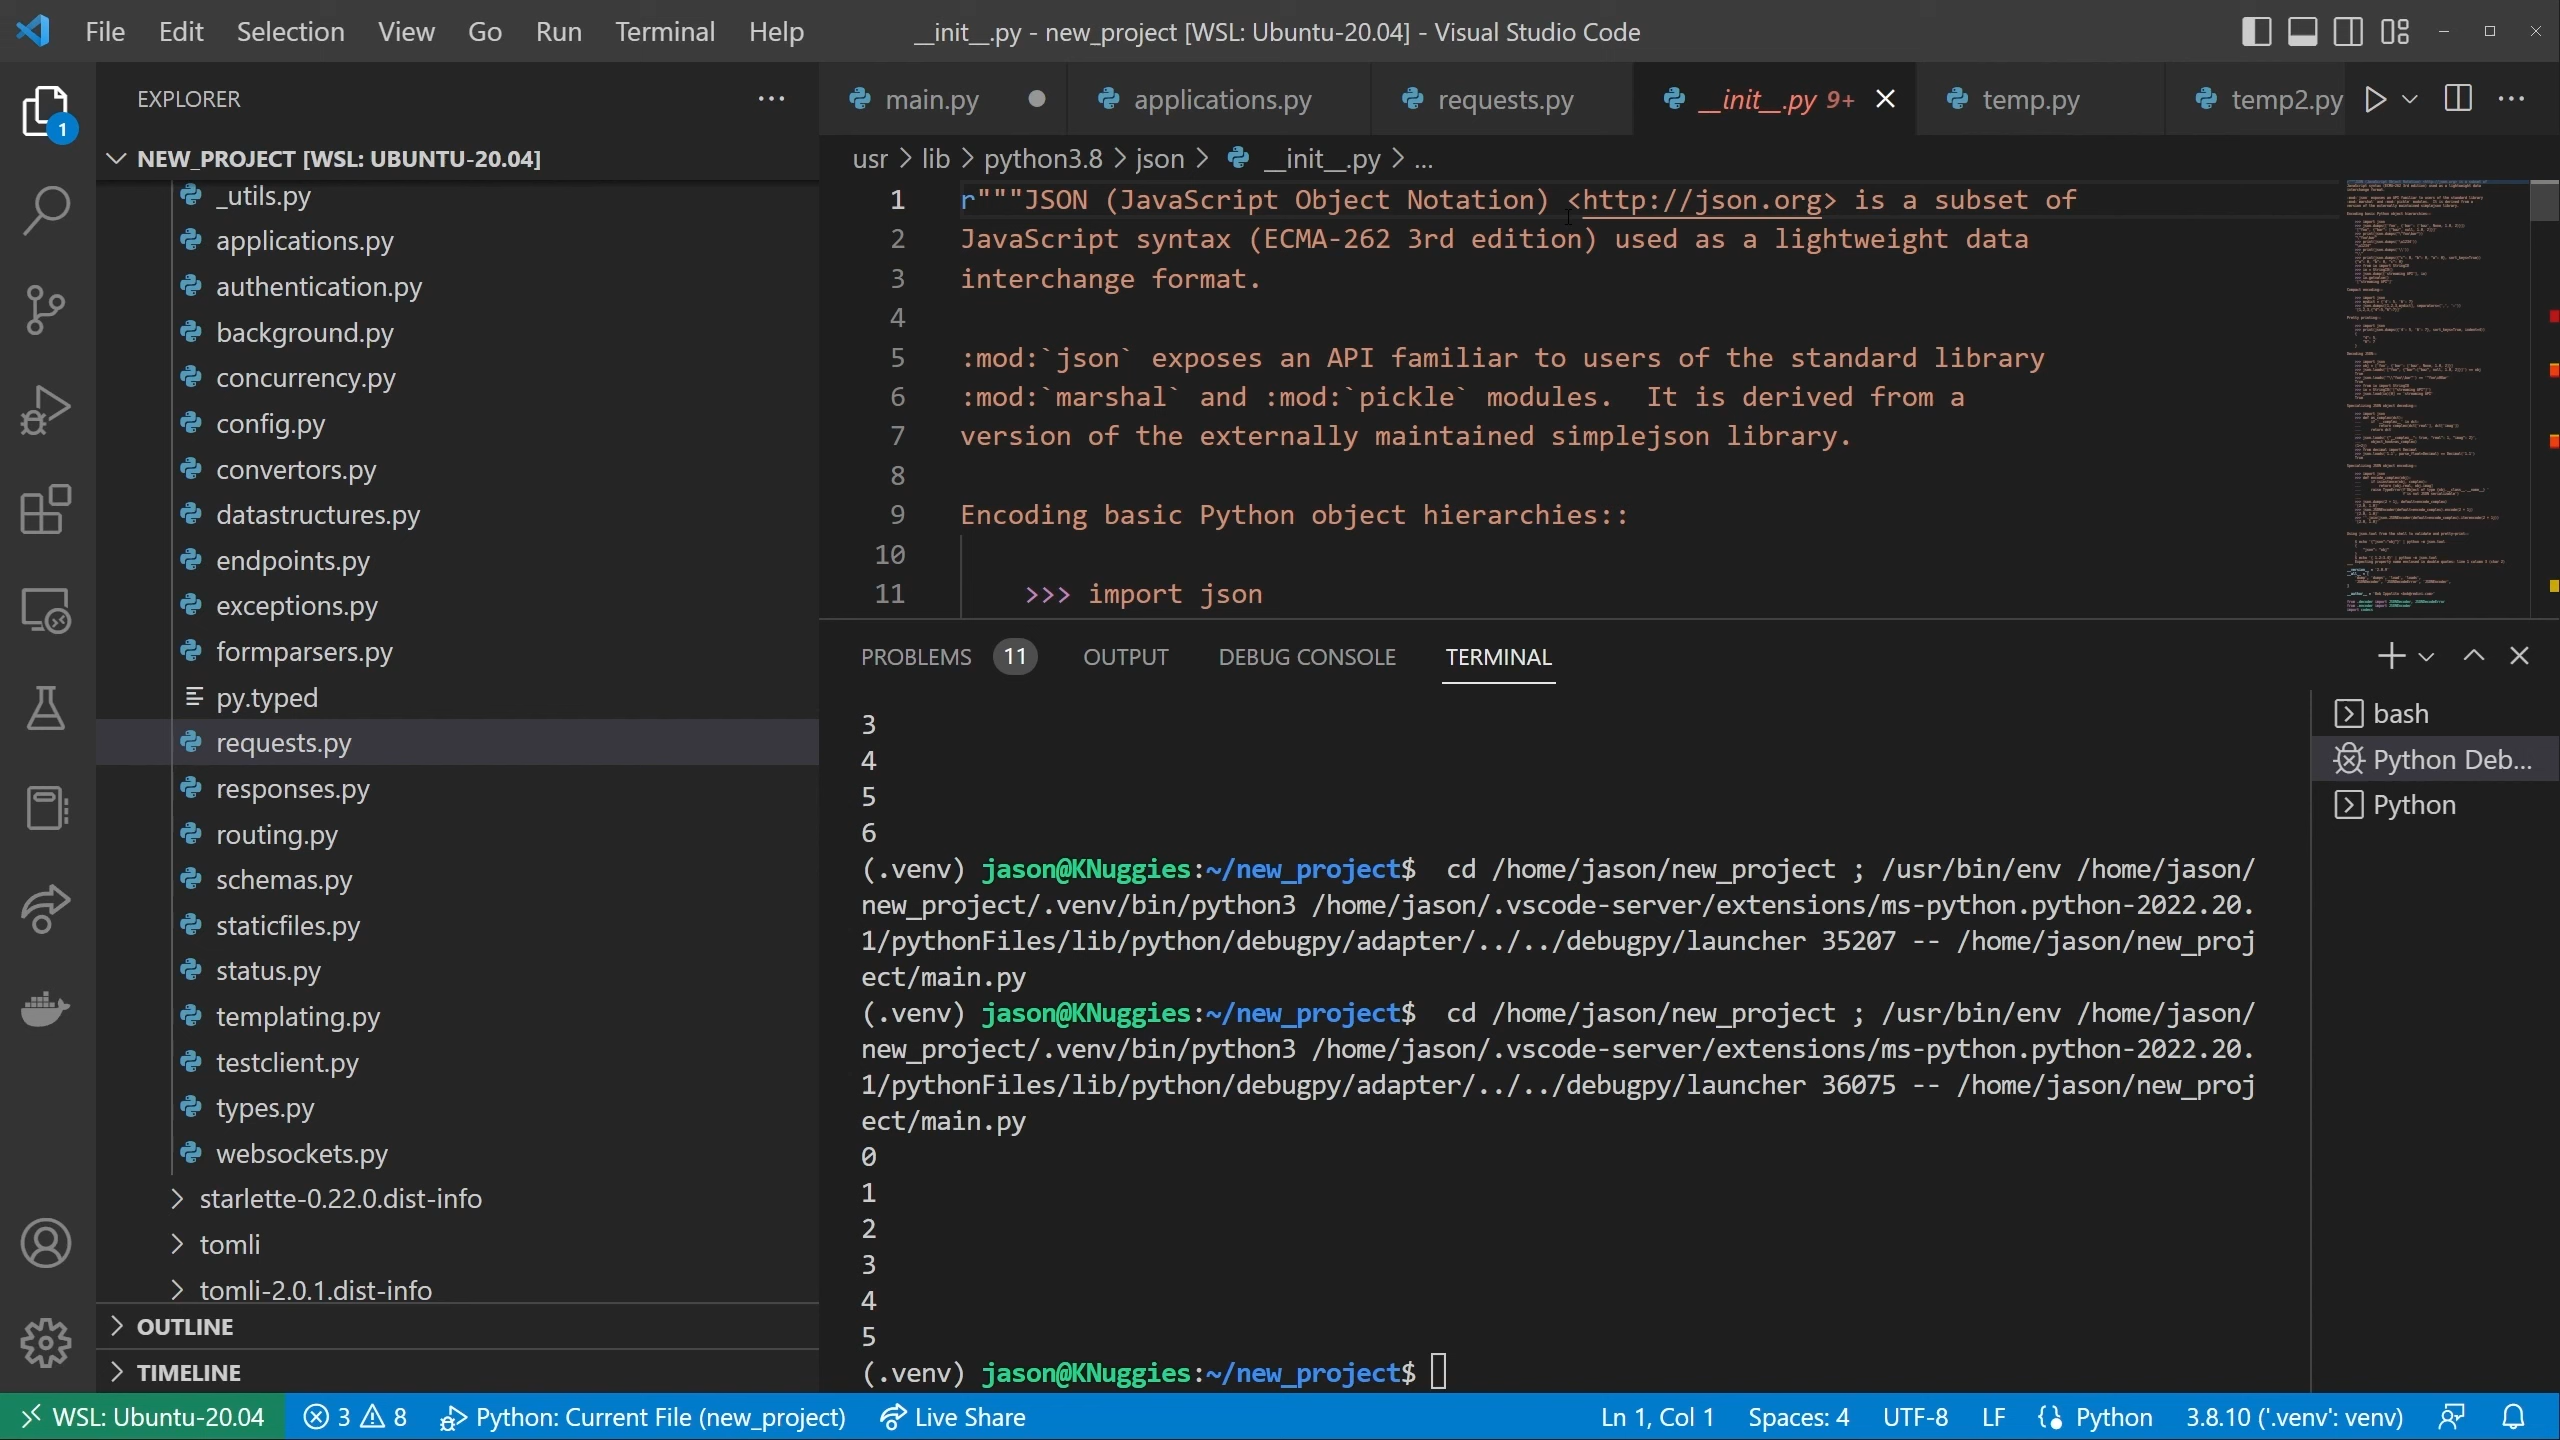 File Edit Selection View Go Run Terminal Help
__init__.py - new_project [WSL: Ubuntu-20.04] - Visual Studio Code
1
EXPLORER
NEW_PROJECT [WSL: UBUNTU-20.04]
_utils.py
applications.py
authentication.py
background.py
concurrency.py
config.py
convertors.py
datastructures.py
endpoints.py
exceptions.py
formparsers.py
py.typed
requests.py
responses.py
routing.py
schemas.py
staticfiles.py
status.py
templating.py
testclient.py
types.py
websockets.py
starlette-0.22.0.dist-info
tomli
tomli-2.0.1.dist-info
OUTLINE
TIMELINE
main.py applications.py requests.py __init__.py 9+ temp.py temp2.py
usr > lib > python3.8 > json > __init__.py > ...
1 r"""JSON (JavaScript Object Notation) <http://json.org> is a subset of
2 JavaScript syntax (ECMA-262 3rd edition) used as a lightweight data
3 interchange format.
4
5 :mod:`json` exposes an API familiar to users of the standard library
6 :mod:`marshal` and :mod:`pickle` modules.  It is derived from a
7 version of the externally maintained simplejson library.
8
9 Encoding basic Python object hierarchies::
10
11 >>> import json
PROBLEMS 11 OUTPUT DEBUG CONSOLE TERMINAL
3
4
5
6
(.venv) jason@KNuggies:~/new_project$  cd /home/jason/new_project ; /usr/bin/env /home/jason/
new_project/.venv/bin/python3 /home/jason/.vscode-server/extensions/ms-python.python-2022.20.
1/pythonFiles/lib/python/debugpy/adapter/../../debugpy/launcher 35207 -- /home/jason/new_proj
ect/main.py
(.venv) jason@KNuggies:~/new_project$  cd /home/jason/new_project ; /usr/bin/env /home/jason/
new_project/.venv/bin/python3 /home/jason/.vscode-server/extensions/ms-python.python-2022.20.
1/pythonFiles/lib/python/debugpy/adapter/../../debugpy/launcher 36075 -- /home/jason/new_proj
ect/main.py
0
1
2
3
4
5
(.venv) jason@KNuggies:~/new_project$
bash
Python Deb...
Python
WSL: Ubuntu-20.04 3 8 Python: Current File (new_project) Live Share Ln 1, Col 1 Spaces: 4 UTF-8 LF Python 3.8.10 ('.venv': venv)